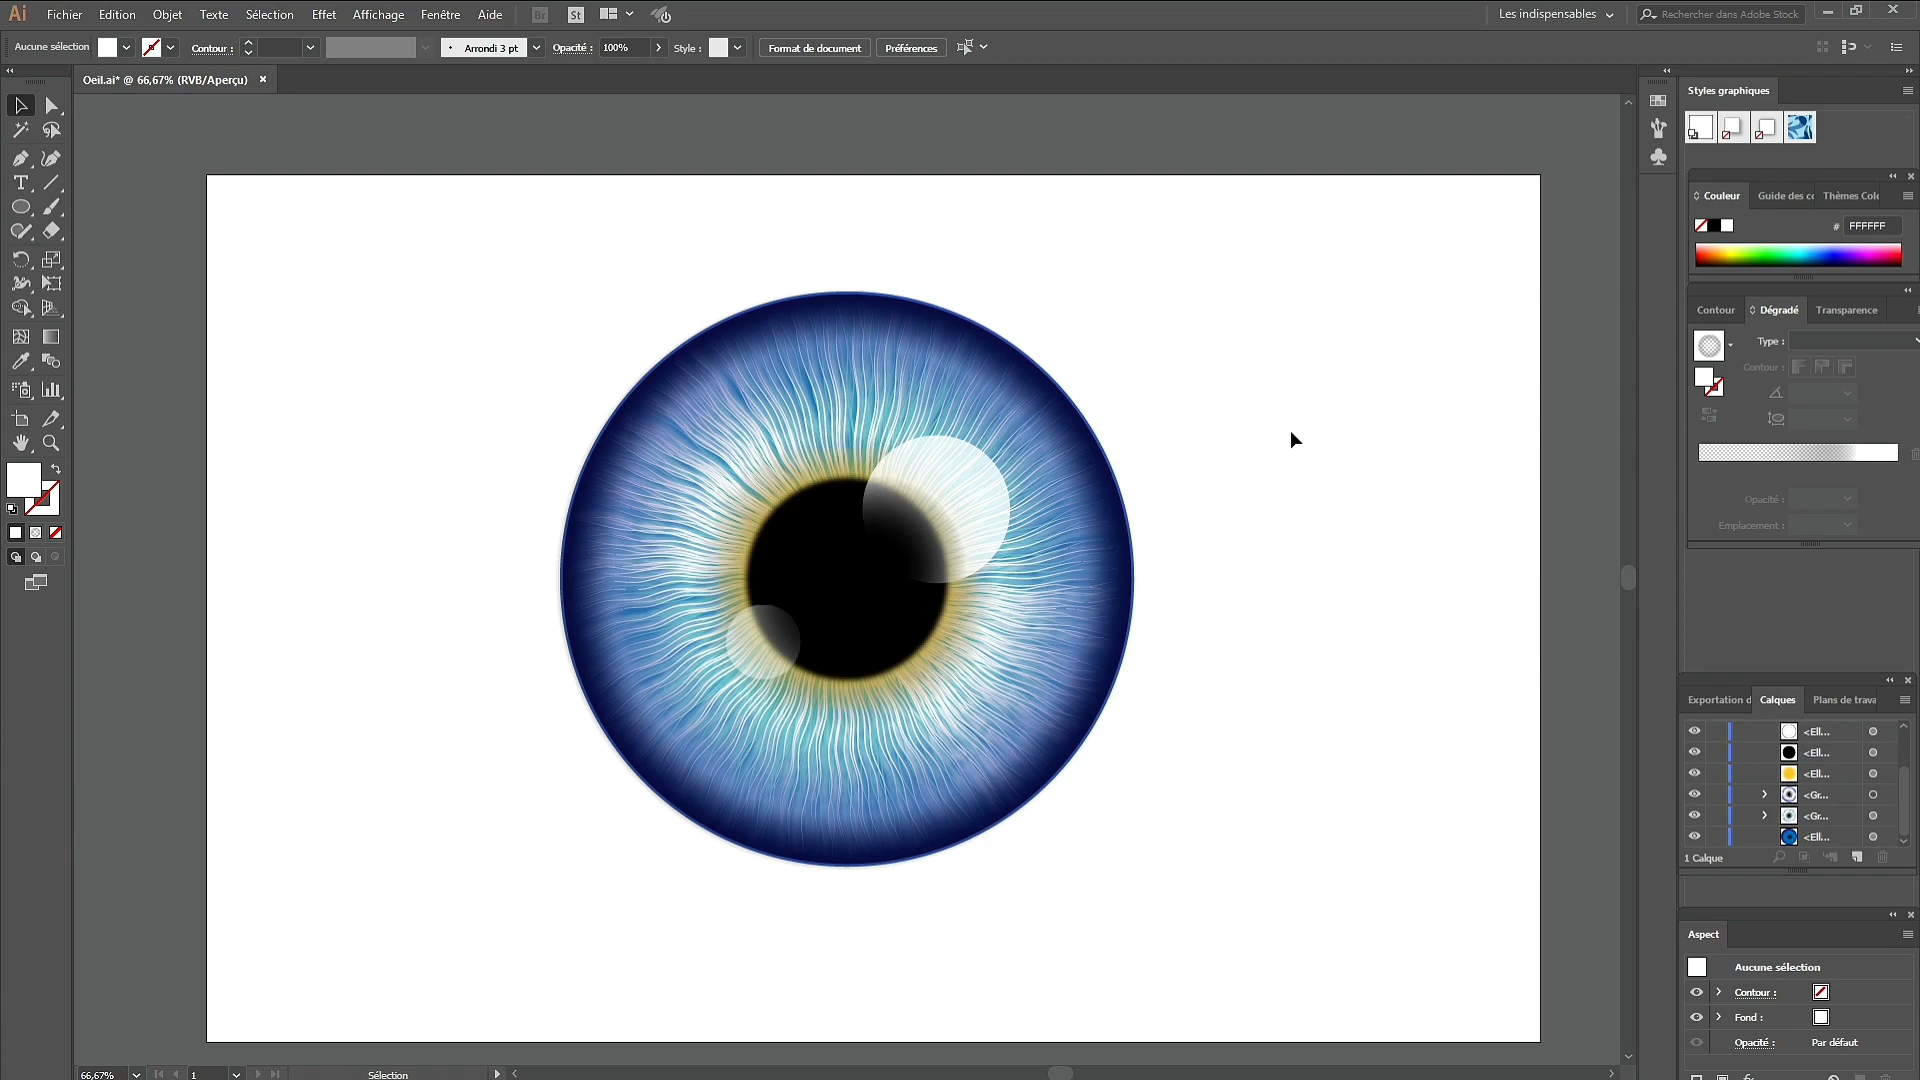 Ai Fichier Edition Objet Texte Sélection Effet Affichage Fenêtre Aide Br St Les indispensables Rechercher dans Adobe Stock
Aucune sélection Contour : Arrondi 3 pt Opacité : 100% Style : Format de document Préférences
Oeil.ai* @ 66,67% (RVB/Aperçu)
Styles graphiques
Couleur Guide des co Thèmes Colo
# FFFFFF
Contour Dégradé Transparence
Type :
Contour :
Opacité :
Emplacement :
Exportation d Calques Plans de trava
<Ell...
<Ell...
<Ell...
<Gr...
<Gr...
<Ell...
1 Calque
Aspect
Aucune sélection
Contour :
Fond :
Opacité : Par défaut
66,67% 1 Sélection